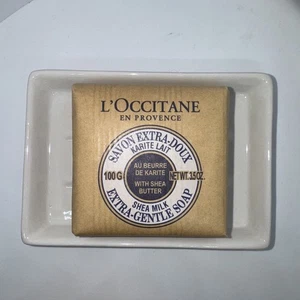 L'OCCITANE
EN PROVENCE
SAVON EXTRA-DOUX
KARITE LAIT
100 G
AU BEURRE
DE KARITE
WITH SHEA
BUTTER
NET WT. 3.5 OZ.
SHEA MILK
EXTRA-GENTLE SOAP